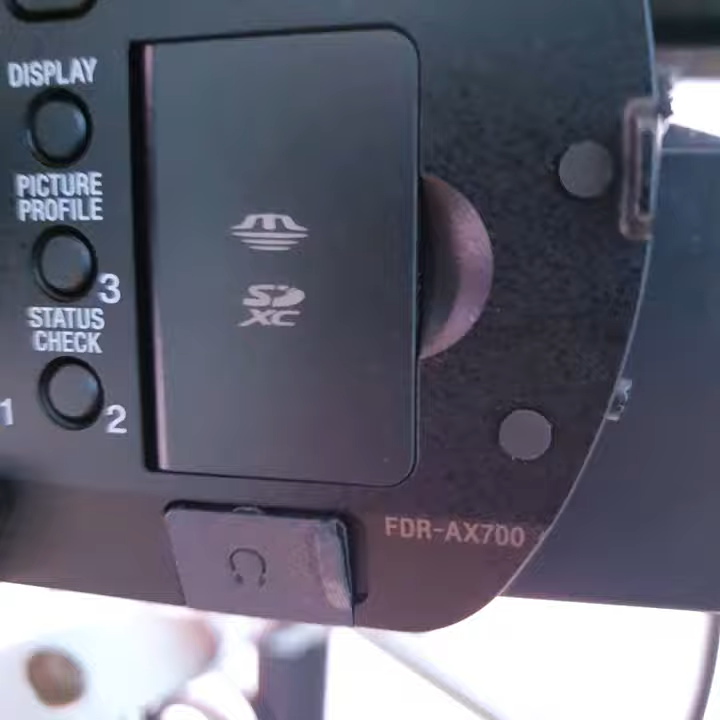 DISPLAY
PICTURE
PROFILE
3
STATUS
CHECK
1
2
SD
XC
FDR-AX700